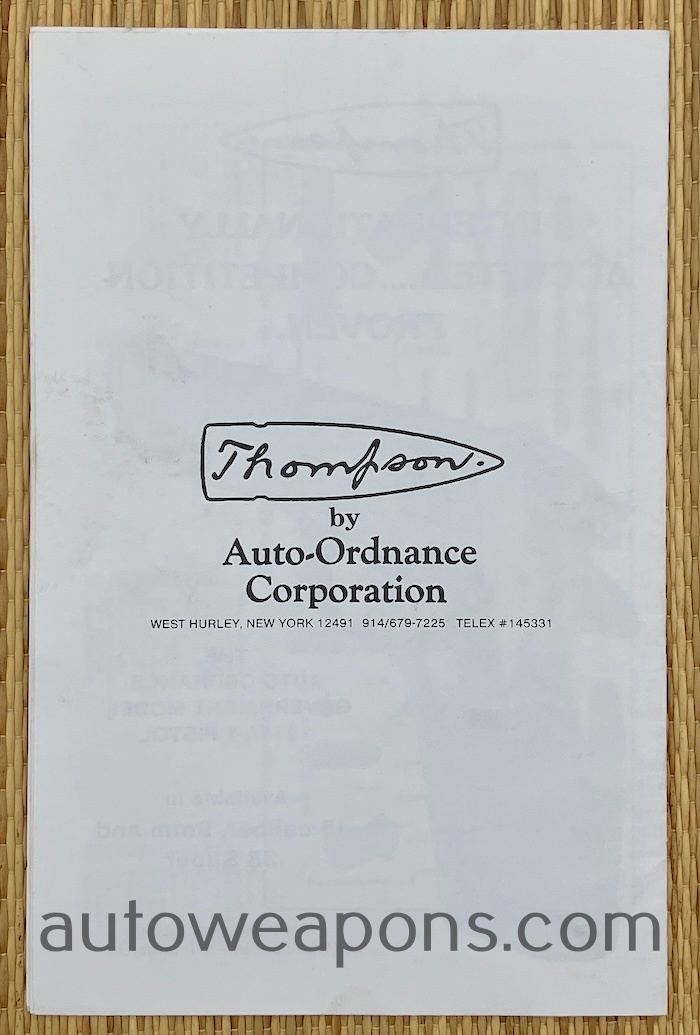 Thompson.
by
Auto-Ordnance
Corporation
WEST HURLEY, NEW YORK 12491 914/679-7225 TELEX #145331
autoweapons.com